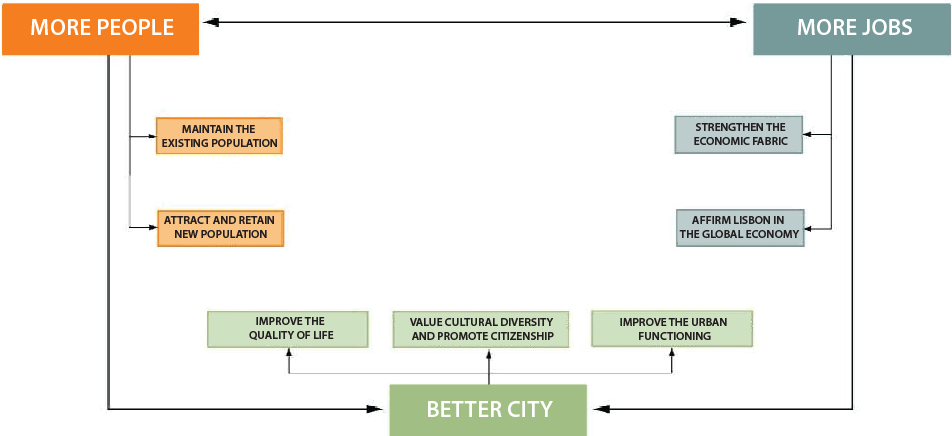 MORE PEOPLE
MORE JOBS
MAINTAIN THE
EXISTING POPULATION
STRENGTHEN THE
ECONOMIC FABRIC
ATTRACT AND RETAIN
NEW POPULATION
AFFIRM LISBON IN
THE GLOBAL ECONOMY
IMPROVE THE
QUALITY OF LIFE
VALUE CULTURAL DIVERSITY
AND PROMOTE CITIZENSHIP
IMPROVE THE URBAN
FUNCTIONING
BETTER CITY